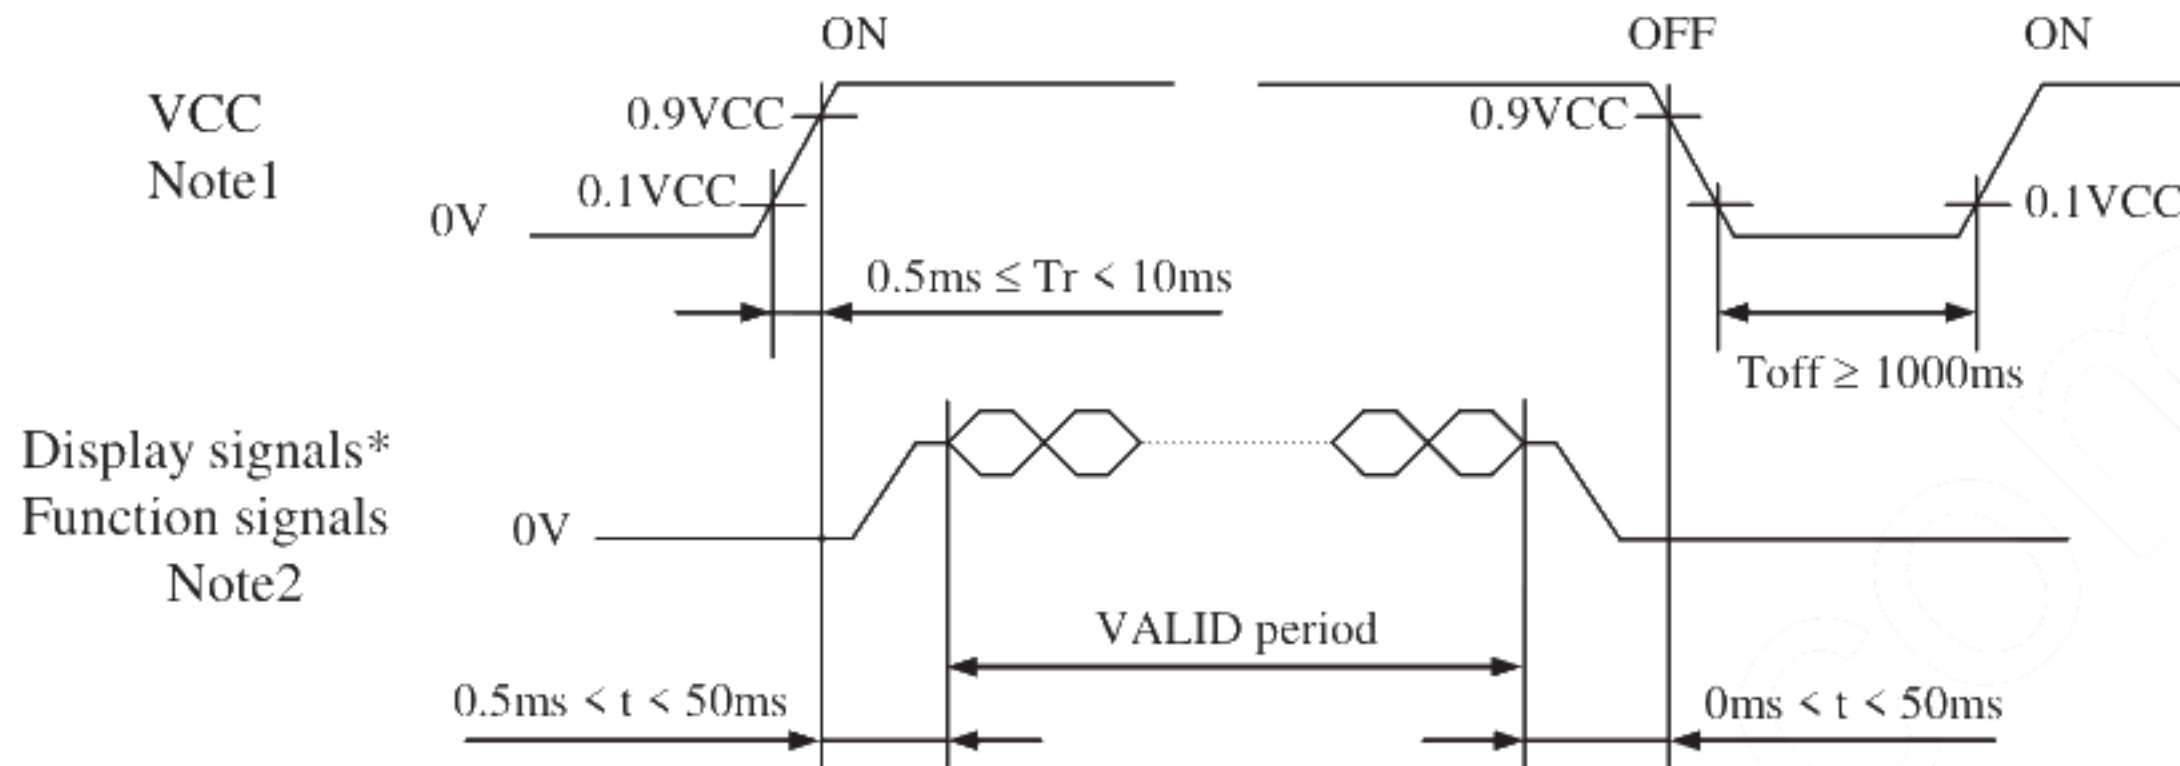 ON OFF ON
VCC 0.9VCC 0.9VCC
Note1 0.1VCC 0.1VCC
0V
0.5ms ≤ Tr < 10ms
Toff ≥ 1000ms
Display signals*
Function signals 0V
Note2
VALID period
0.5ms < t < 50ms 0ms < t < 50ms